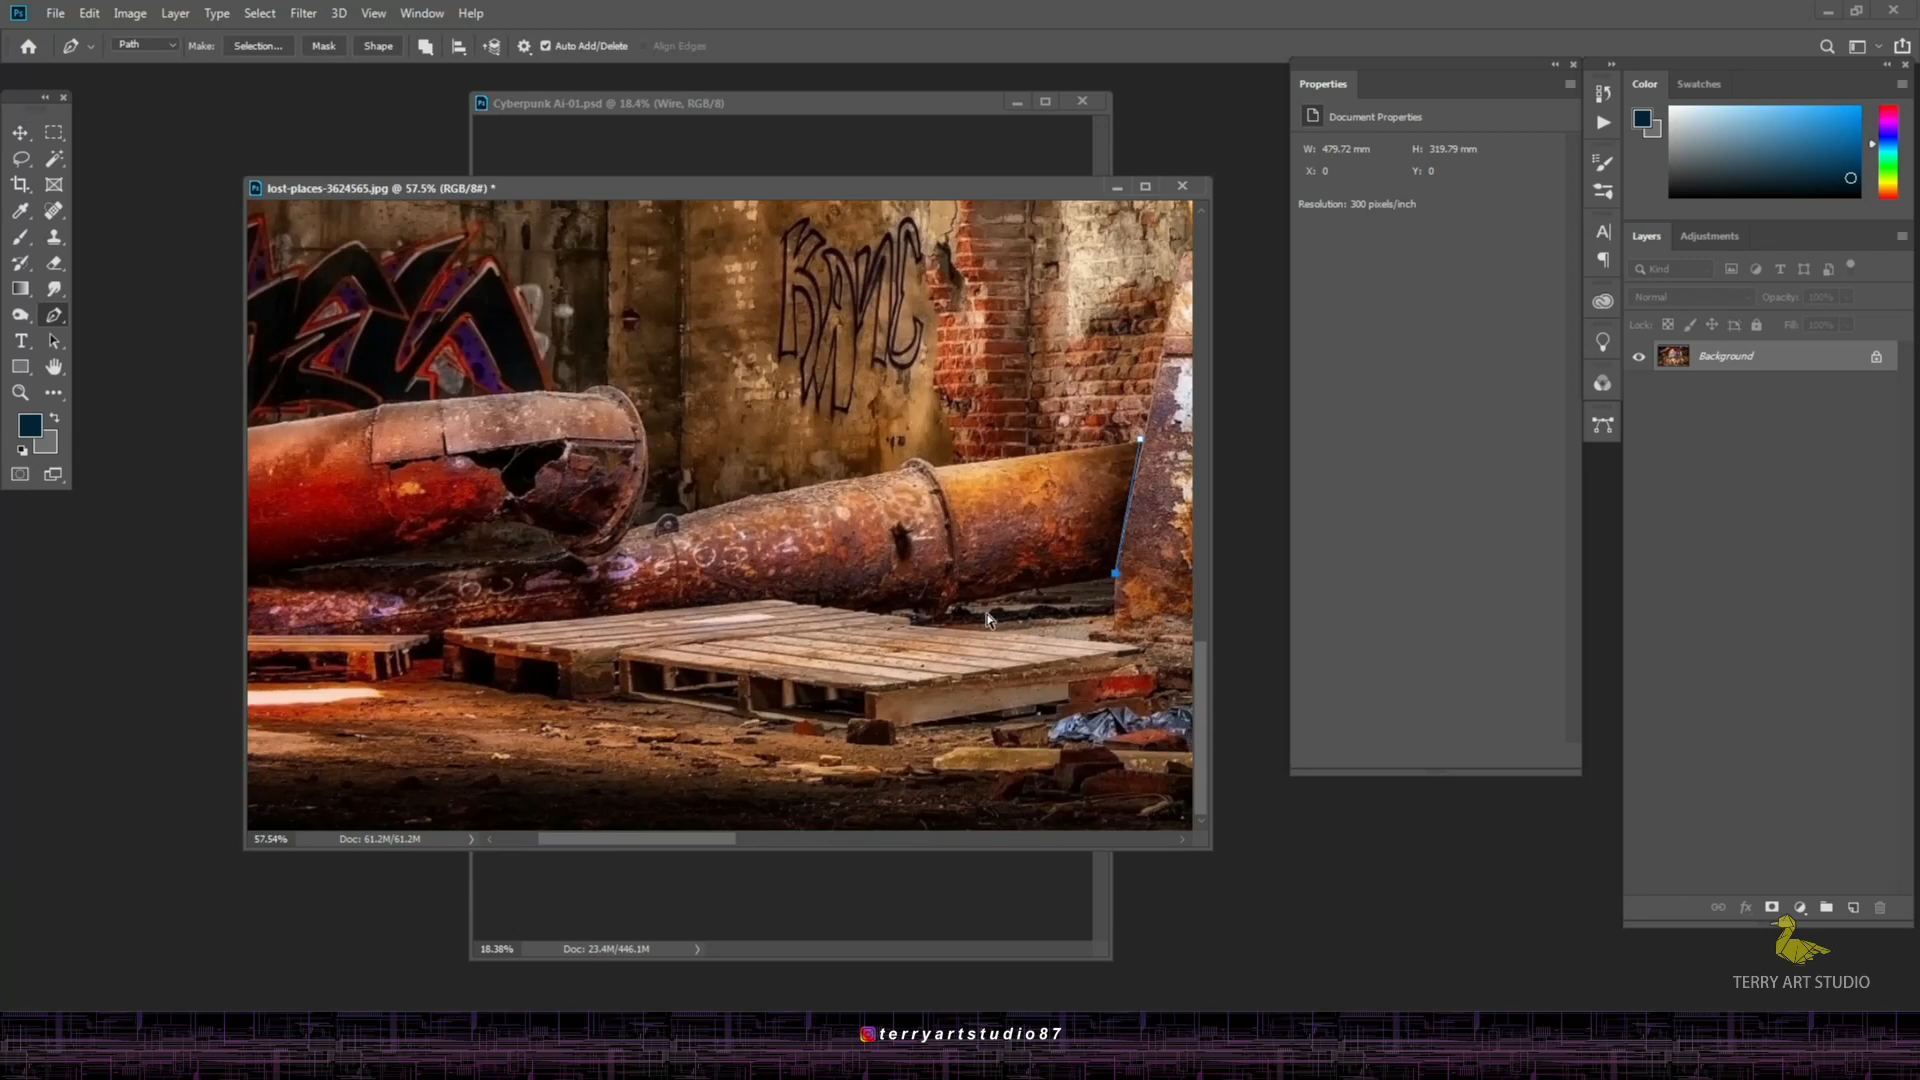 Ps File Edit Image Layer Type Select Filter 3D View Window Help
Path Make: Selection... Mask Shape Auto Add/Delete Align Edges
Cyberpunk Ai-01.psd @ 18.4% (Wire, RGB/8)
lost-places-3624565.jpg @ 57.5% (RGB/8#) *
57.54% Doc: 61.2M/61.2M
18.38% Doc: 23.4M/446.1M
Properties
Document Properties
W: 479.72 mm H: 319.79 mm
X: 0 Y: 0
Resolution: 300 pixels/inch
Color Swatches
Layers Adjustments
Kind
Normal Opacity: 100%
Lock: Fill: 100%
Background
fx
TERRY ART STUDIO
terryartstudio87